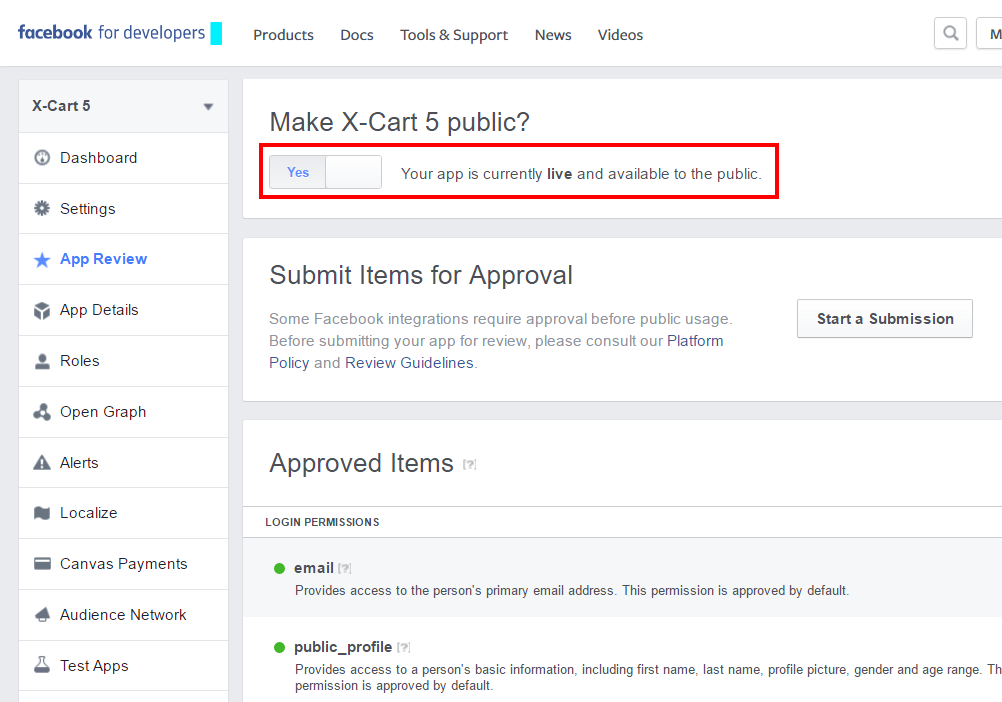 facebook for developers
Products
Docs
Tools & Support
News
Videos
X-Cart 5
Dashboard
Settings
App Review
App Details
Roles
Open Graph
Alerts
Localize
Canvas Payments
Audience Network
Test Apps
Make X-Cart 5 public?
Yes
Your app is currently live and available to the public.
Submit Items for Approval
Some Facebook integrations require approval before public usage.
Before submitting your app for review, please consult our Platform
Policy and Review Guidelines.
Start a Submission
Approved Items [?]
LOGIN PERMISSIONS
email [?]
Provides access to the person's primary email address. This permission is approved by default.
public_profile [?]
Provides access to a person's basic information, including first name, last name, profile picture, gender and age range. Th
permission is approved by default.